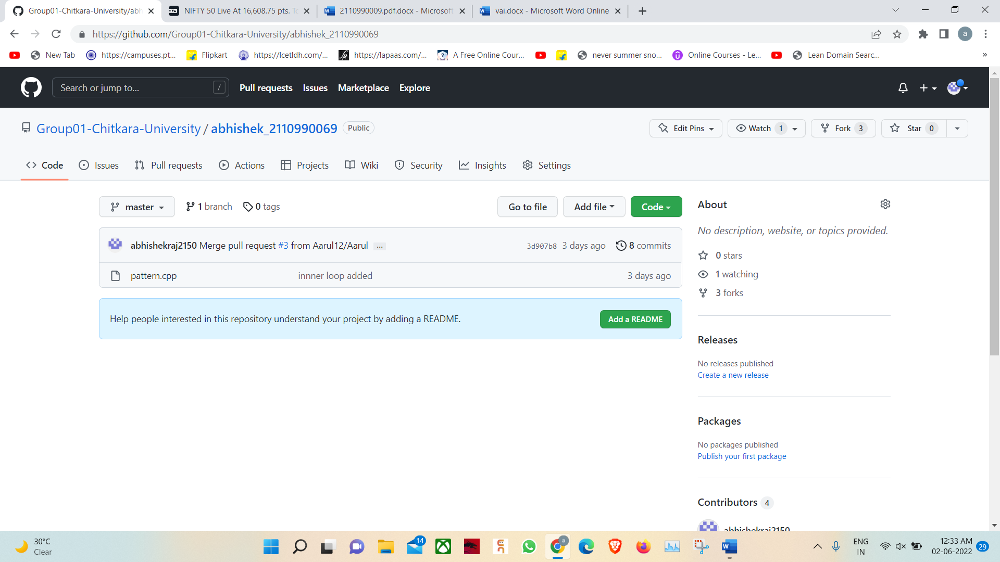 Group01-Chitkara-University/abh
NIFTY 50 Live At 16,608.75 pts. To
2110990009.pdf.docx - Microsoft
vai.docx - Microsoft Word Online
https://github.com/Group01-Chitkara-University/abhishek_2110990069
a
New Tab
https://campuses.pt...
Flipkart
https://lcetldh.com/...
https://lapaas.com/...
A Free Online Cour...
never summer sno...
Online Courses - Le...
Lean Domain Searc...
»
Search or jump to... /
Pull requests Issues Marketplace Explore
Group01-Chitkara-University / abhishek_2110990069 Public
Edit Pins Watch 1 Fork 3 Star 0
Code Issues Pull requests Actions Projects Wiki Security Insights Settings
master 1 branch 0 tags Go to file Add file Code
abhishekraj2150 Merge pull request #3 from Aarul12/Aarul ... 3d907b8 3 days ago 8 commits
pattern.cpp innner loop added 3 days ago
Help people interested in this repository understand your project by adding a README. Add a README
About
No description, website, or topics provided.
0 stars
1 watching
3 forks
Releases
No releases published
Create a new release
Packages
No packages published
Publish your first package
Contributors 4
abhishekraj2150
30°C
Clear
14
a
ENG
IN
12:33 AM
02-06-2022
29